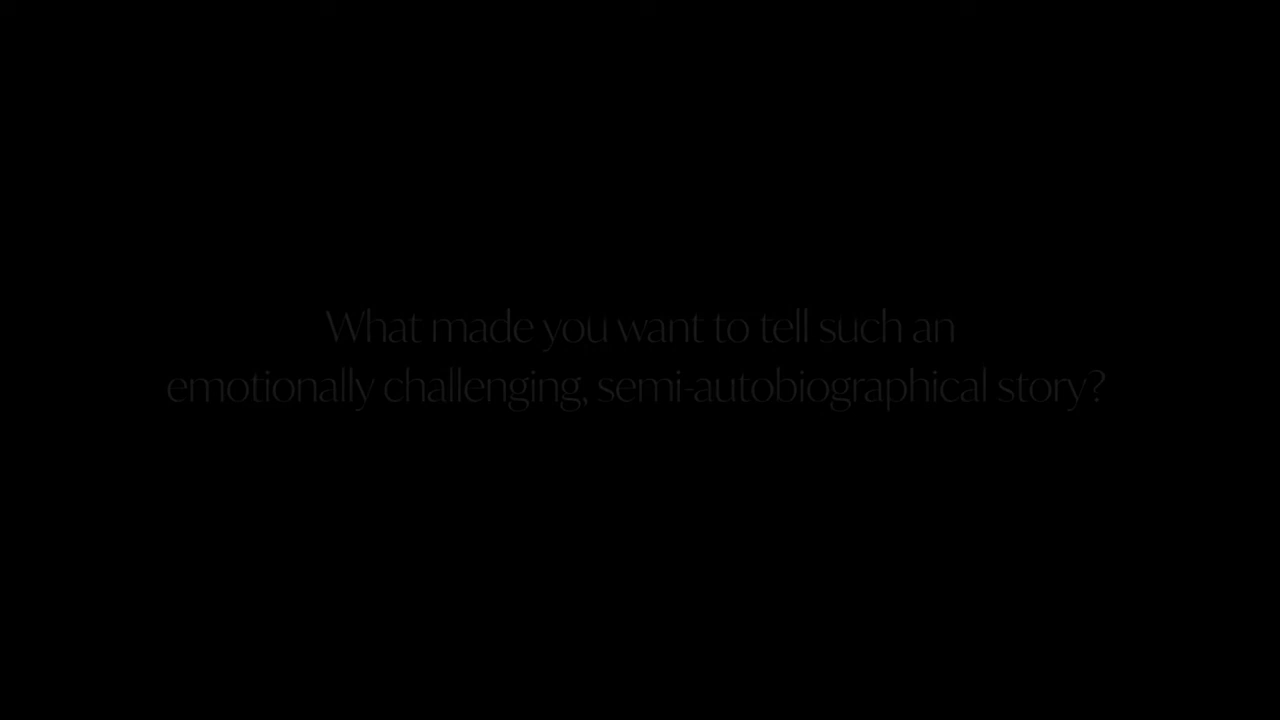 What made you want to tell such an
emotionally challenging, semi-autobiographical story?